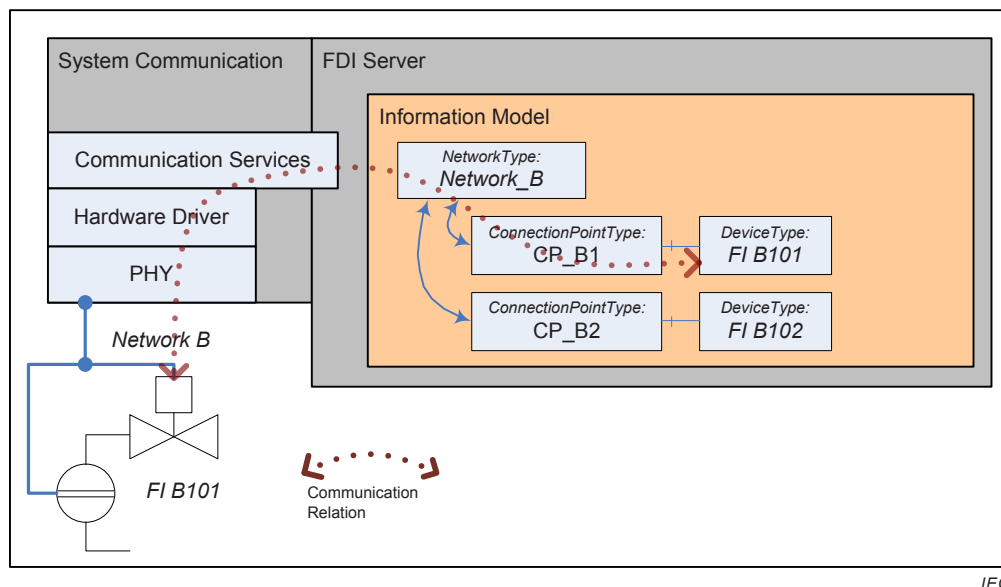 System Communication
FDI Server
Information Model
Communication Services
NetworkType:
Network_B
Hardware Driver
ConnectionPointType:
CP_B1
DeviceType:
FI B101
PHY
ConnectionPointType:
CP_B2
DeviceType:
FI B102
Network B
FI B101
Communication
Relation